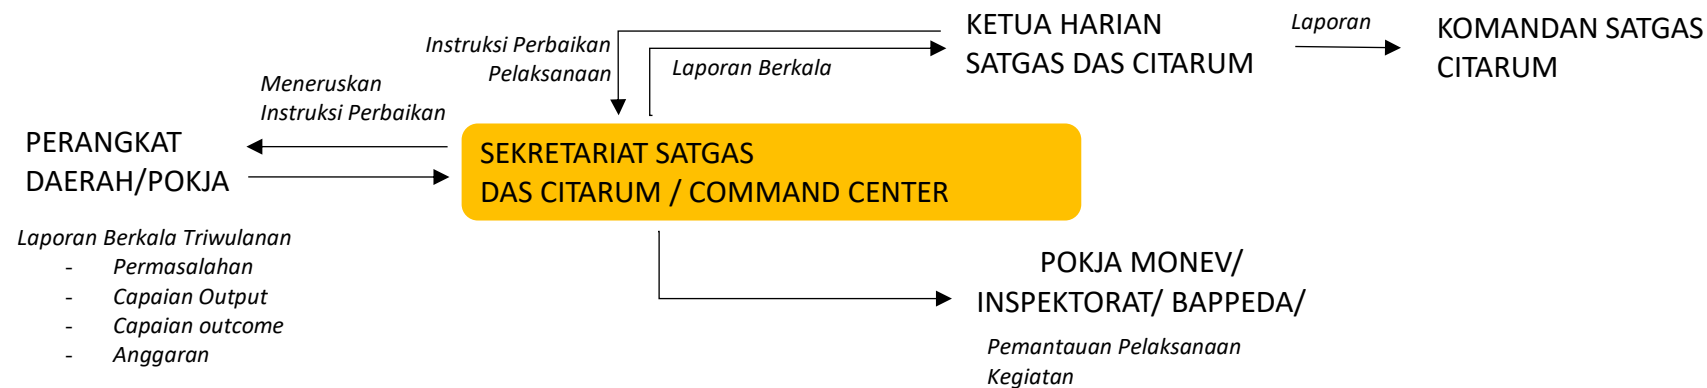 KETUA HARIAN
SATGAS DAS CITARUM
Laporan
KOMANDAN SATGAS
CITARUM
Instruksi Perbaikan
Pelaksanaan
Laporan Berkala
Meneruskan
Instruksi Perbaikan
PERANGKAT
DAERAH/POKJA
SEKRETARIAT SATGAS
DAS CITARUM / COMMAND CENTER
Laporan Berkala Triwulanan
- Permasalahan
- Capaian Output
- Capaian outcome
- Anggaran
POKJA MONEV/
INSPEKTORAT/ BAPPEDA/
Pemantauan Pelaksanaan
Kegiatan